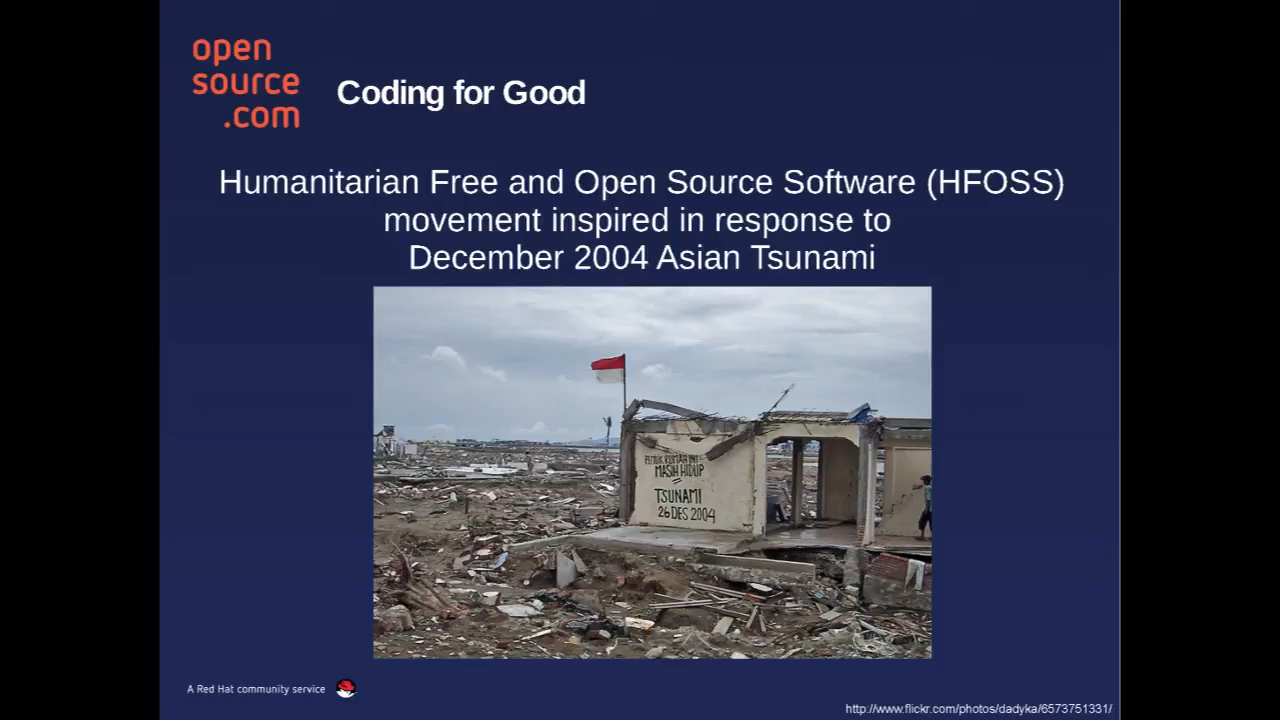 open
source
.com
Coding for Good
Humanitarian Free and Open Source Software (HFOSS)
movement inspired in response to
December 2004 Asian Tsunami
RUMAH INI
MASIH HIDUP
TSUNAMI
26 DES 2004
A Red Hat community service
http://www.flickr.com/photos/dadyka/6573751331/